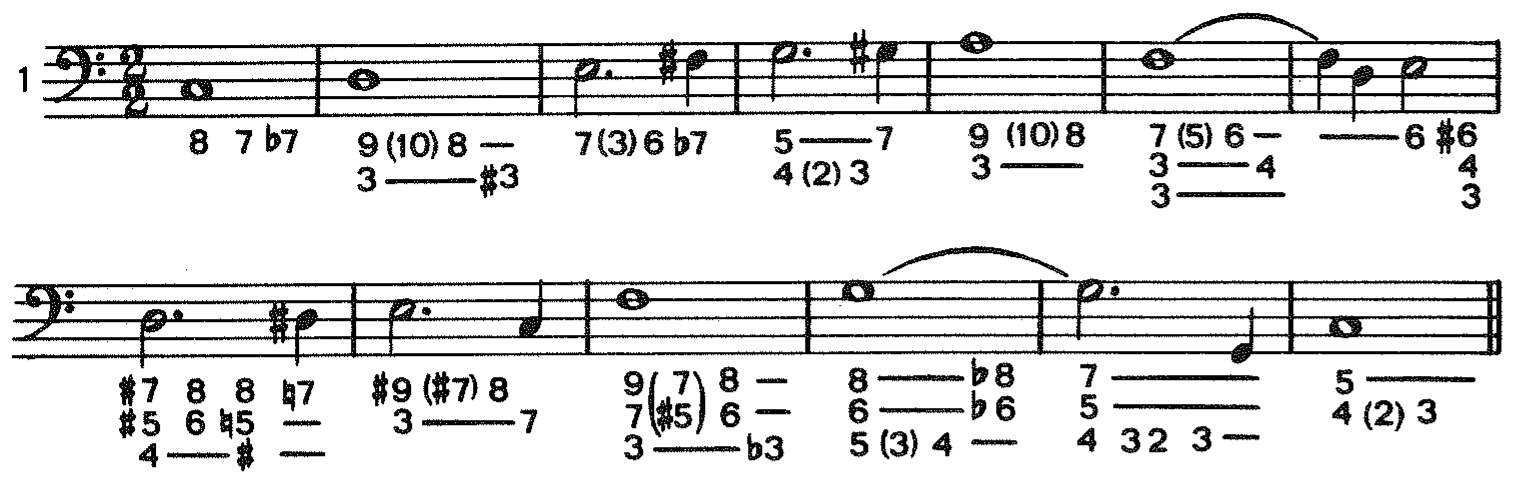 1
2
2
8 7 ♭7 9 (10) 8 — 7 (3) 6 ♭7 5 — 7 9 (10) 8 7 (5) 6 — — 6 ♯6
3 — ♯3 4 (2) 3 3 — 3 — 4 4
3 — 3
♯7 8 8 ♮7 ♯9 (♯7) 8 9 (7) 8 — 8 — ♭8 7 — 5 —
♯5 6 ♮5 — 3 — 7 7 (♯5) 6 — 6 — ♭6 5 — 4 (2) 3
4 — ♯ — 3 — ♭3 5 (3) 4 — 4 3 2 3 —